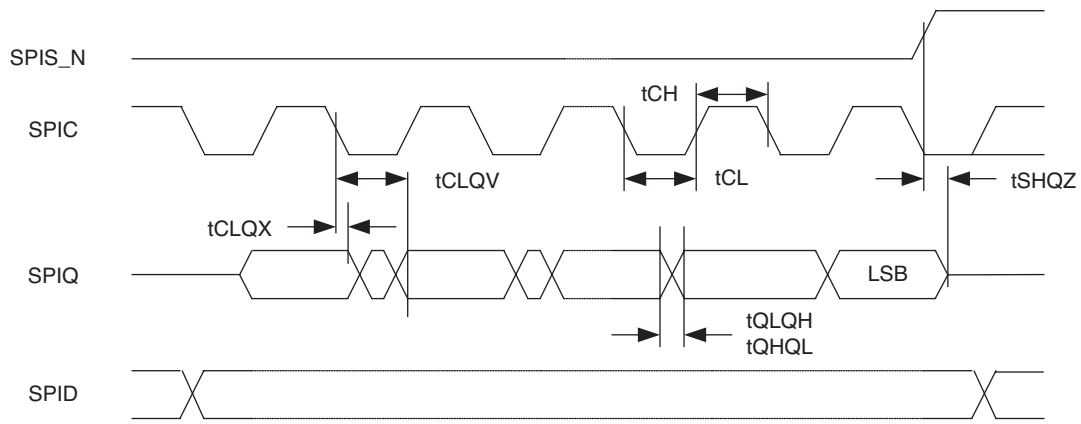 SPIS_N
tCH
SPIC
tCLQV
tCL
tSHQZ
tCLQX
SPIQ
LSB
tQLQH
tQHQL
SPID